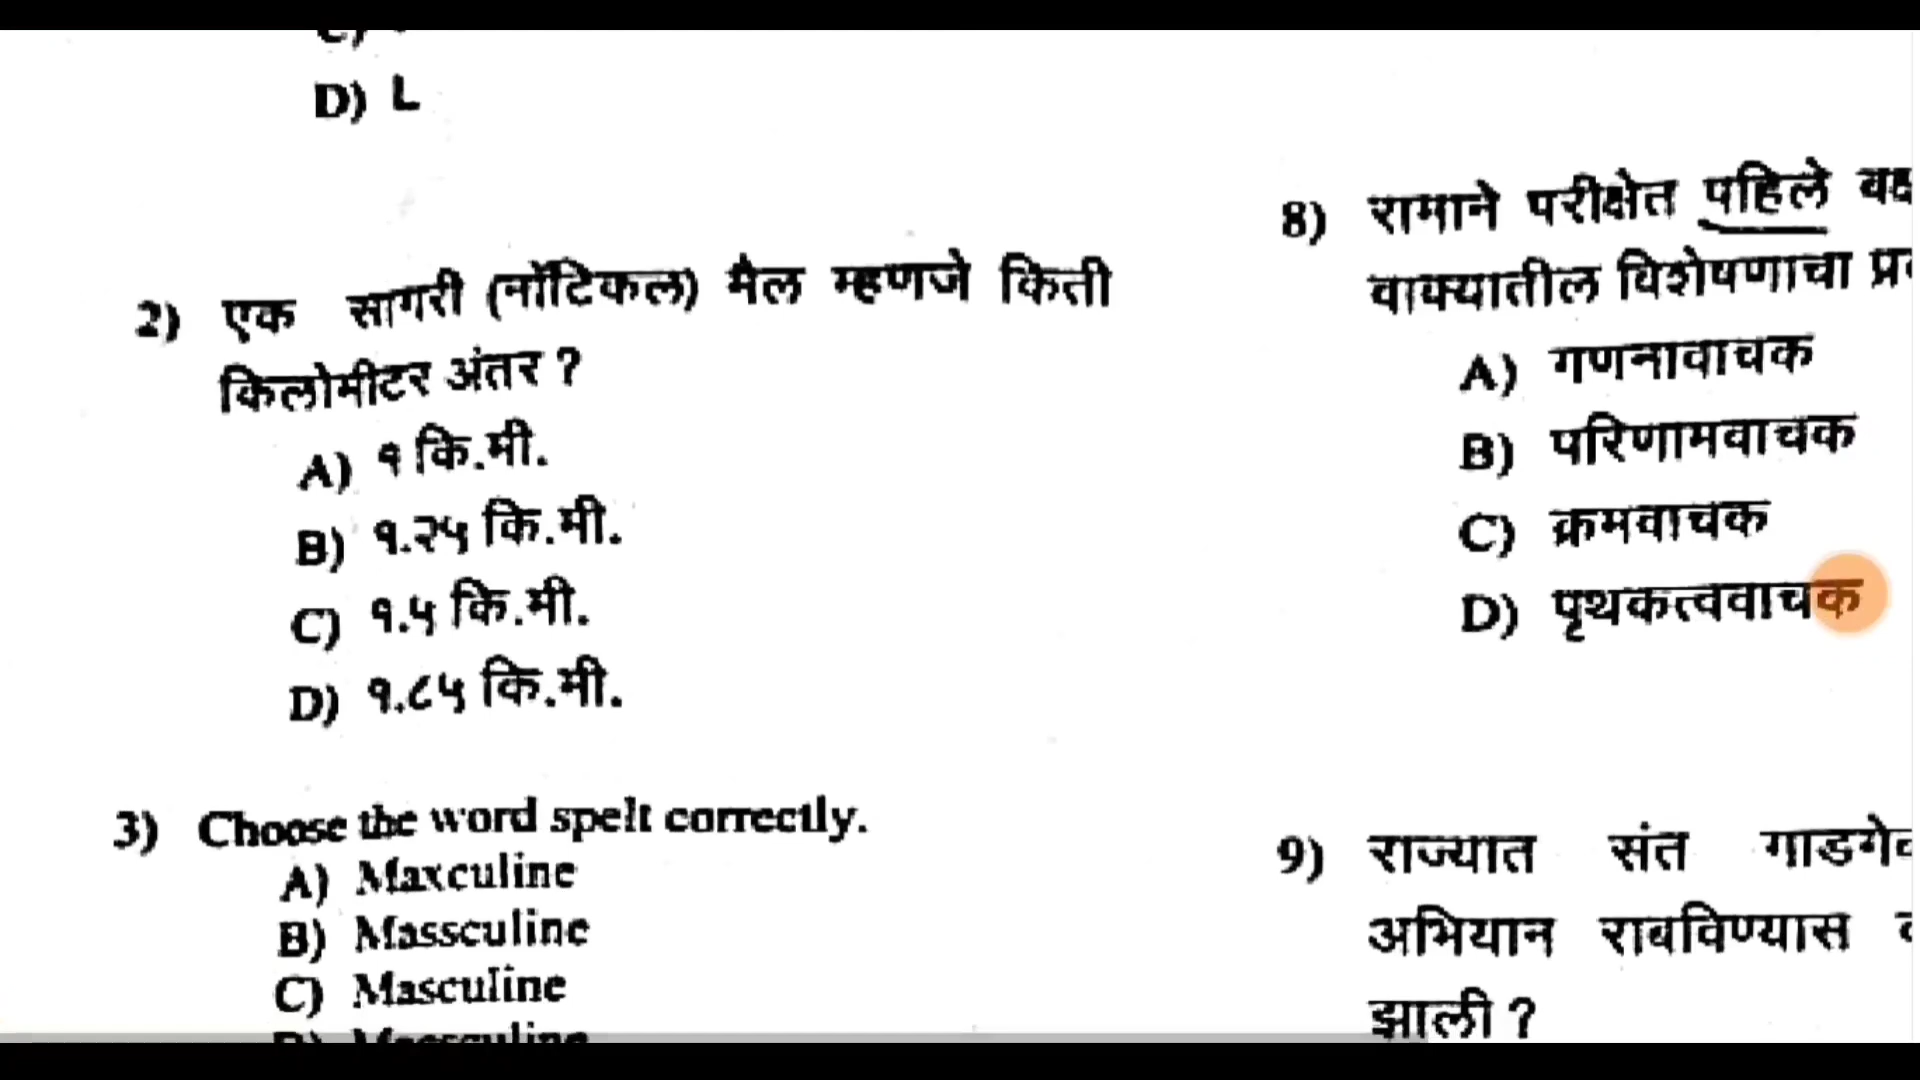 D) L
2) एक सागरी (नॉटिकल) मैल म्हणजे किती
किलोमीटर अंतर ?
A) १ कि.मी.
B) १.२५ कि.मी.
C) १.५ कि.मी.
D) १.८५ कि.मी.
3) Choose the word spelt correctly.
A) Maxculine
B) Massculine
C) Masculine
8) रामाने परीक्षेत पहिले
वाक्यातील विशेषणाचा
A) गणनावाचक
B) परिणामवाचक
C) क्रमवाचक
D) पृथकत्ववाचक
9) राज्यात संत
अभियान राबविण्यास
झाली ?